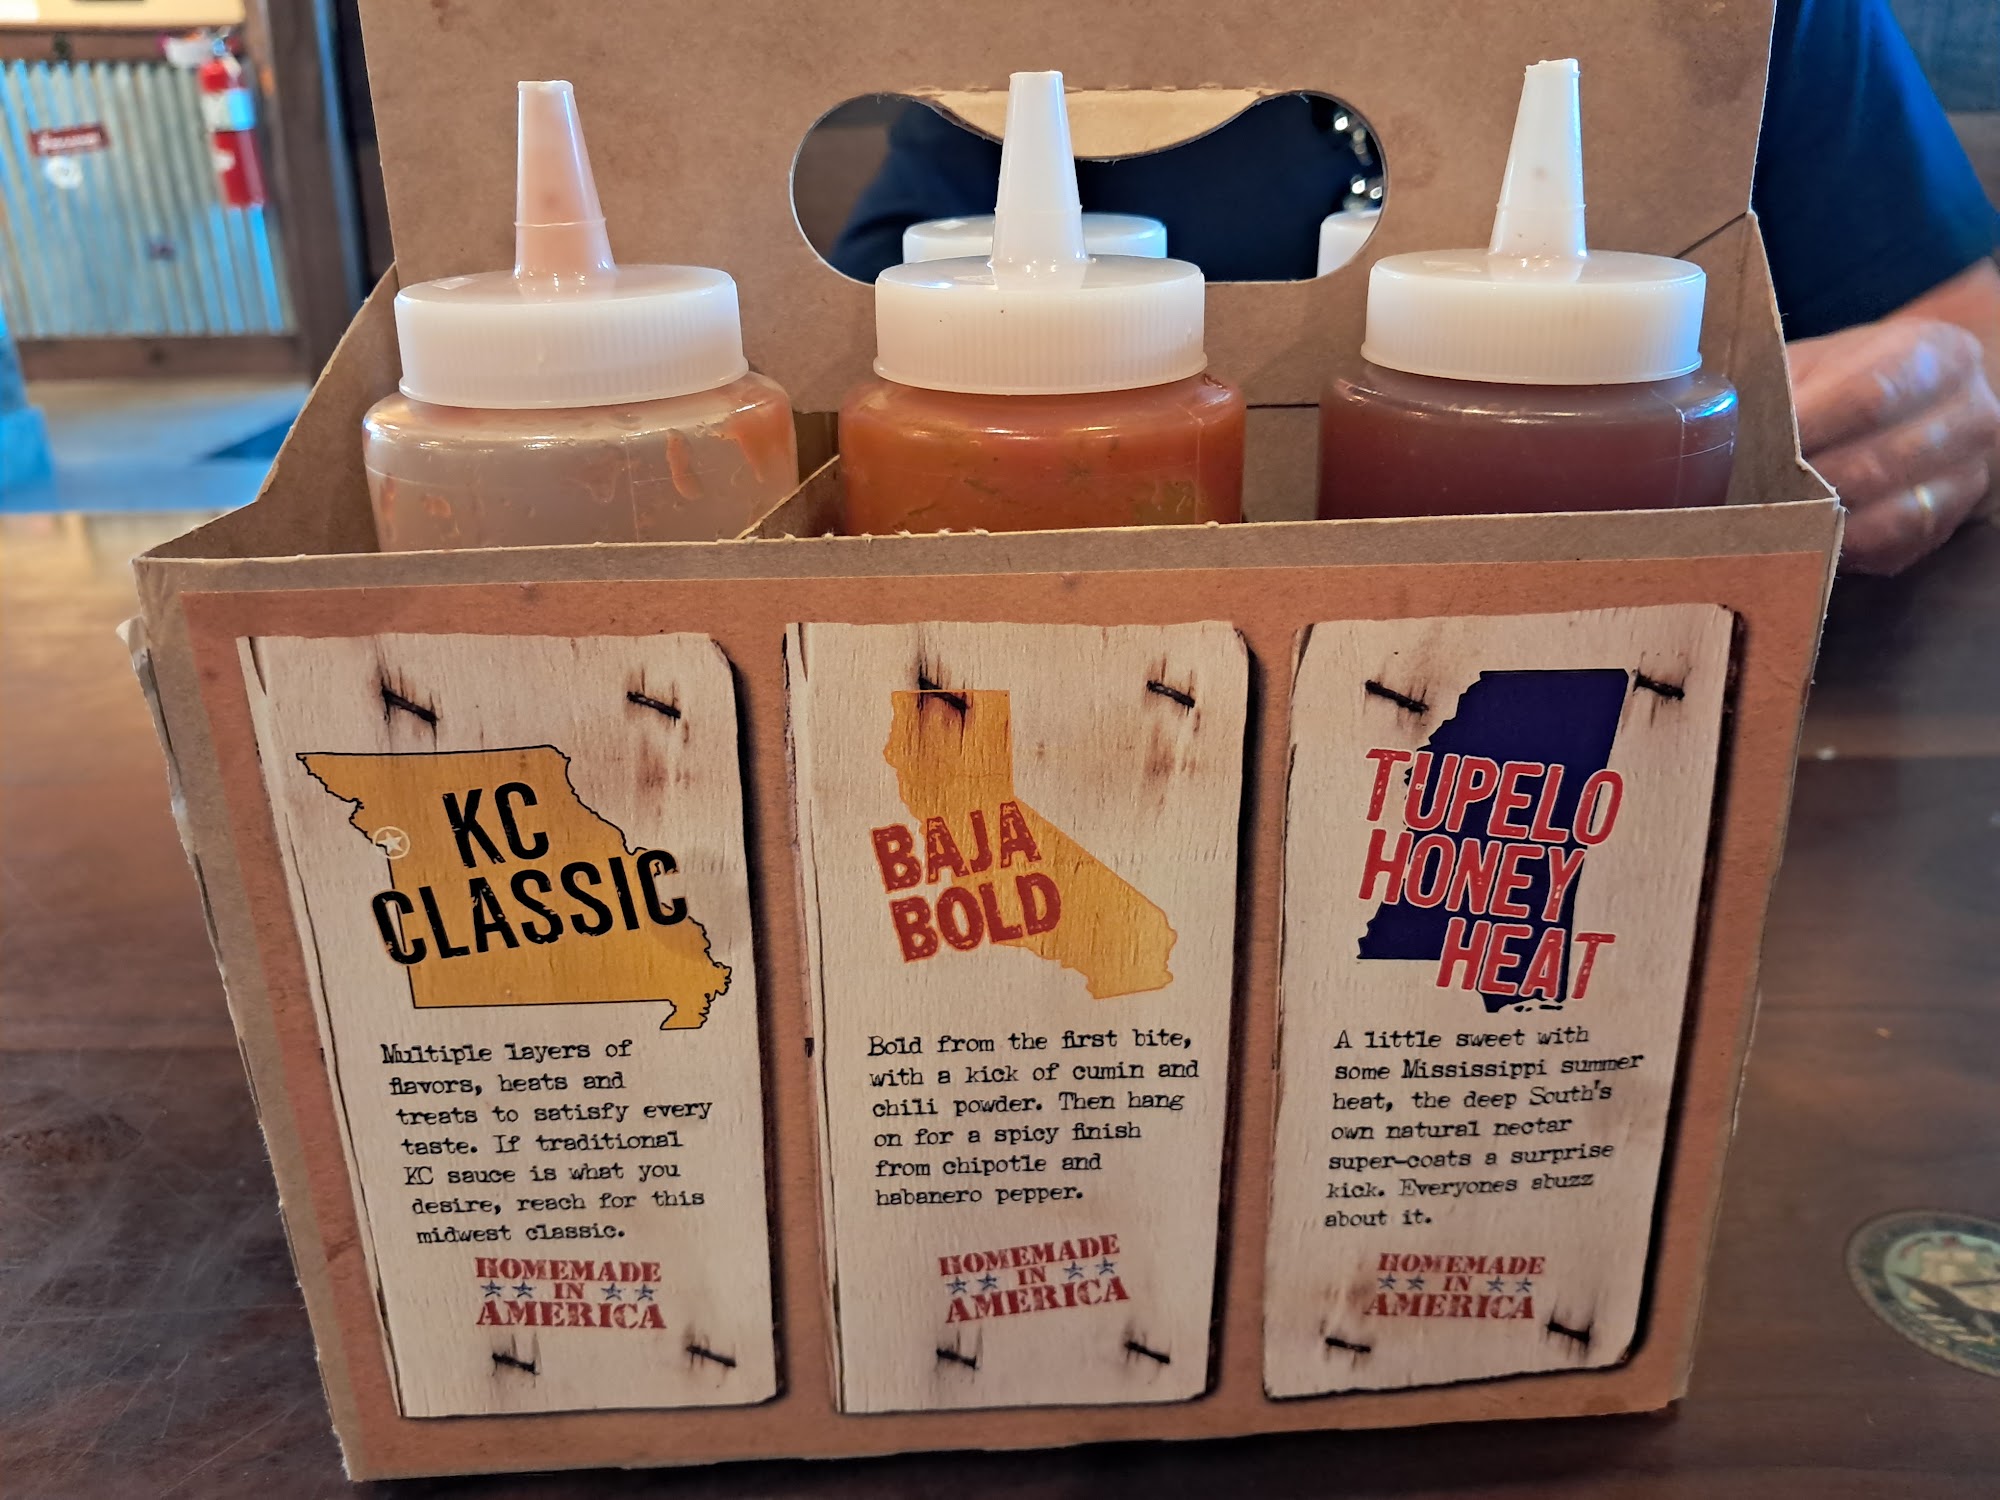 KC
CLASSIC
Multiple layers of
flavors, heats and
treats to satisfy every
taste. If traditional
KC sauce is what you
desire, reach for this
midwest classic.
HOMEMADE
IN
AMERICA
BAJA
BOLD
Bold from the first bite,
with a kick of cumin and
chili powder. Then hang
on for a spicy finish
from chipotle and
habanero pepper.
HOMEMADE
IN
AMERICA
TUPELO
HONEY
HEAT
A little sweet with
some Mississippi summer
heat, the deep South's
own natural nectar
super-coats a surprise
kick. Everyones abuzz
about it.
HOMEMADE
IN
AMERICA